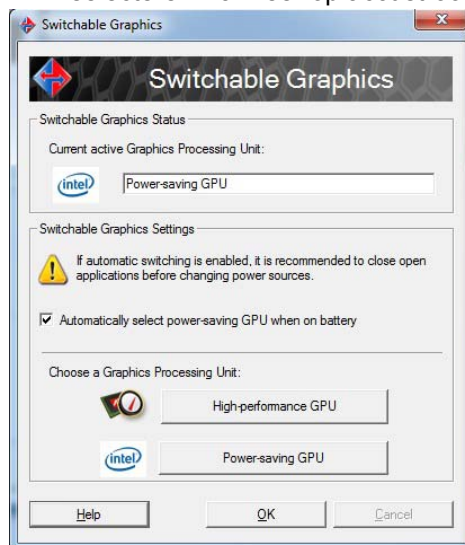 Switchable Graphics
Switchable Graphics
Switchable Graphics Status
Current active Graphics Processing Unit:
intel
Power-saving GPU
Switchable Graphics Settings
If automatic switching is enabled, it is recommended to close open
applications before changing power sources.
Automatically select power-saving GPU when on battery
Choose a Graphics Processing Unit:
High-performance GPU
intel
Power-saving GPU
Help
OK
Cancel